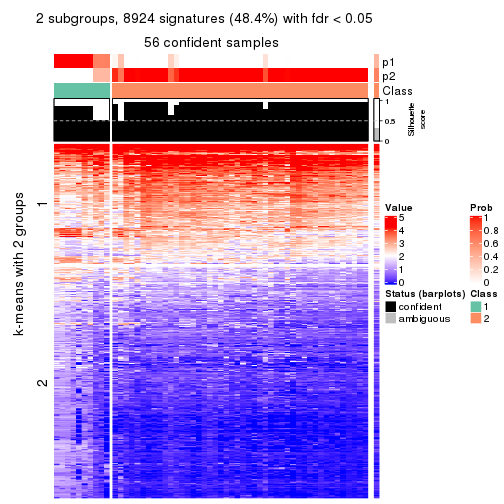 2 subgroups, 8924 signatures (48.4%) with fdr < 0.05
56 confident samples
p1
p2
Class
1
0.5
0
Silhouette
score
k-means with 2 groups
1
2
Value
5
4
3
2
1
0
Prob
1
0.8
0.6
0.4
0.2
0
Status (barplots)
confident
ambiguous
Class
1
2